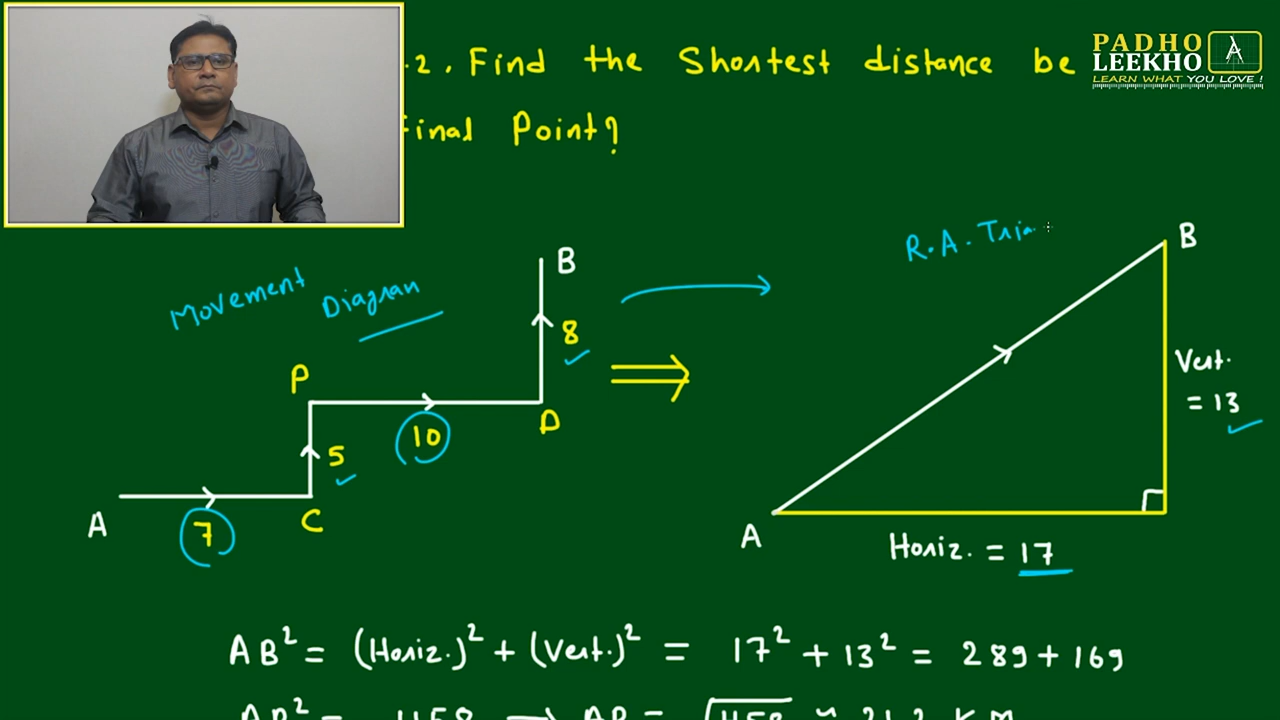 .2. Find the Shortest distance be
Final Point?
PADHO
LEEKHO
LEARN WHAT YOU LOVE!
Movement Diagran
R.A. Tria
B
8
P
10
D
5
A
7
C
B
Vert.
= 13
A
Horiz. = 17
AB² = (Horiz.)² + (Vert.)² = 17² + 13² = 289 + 169